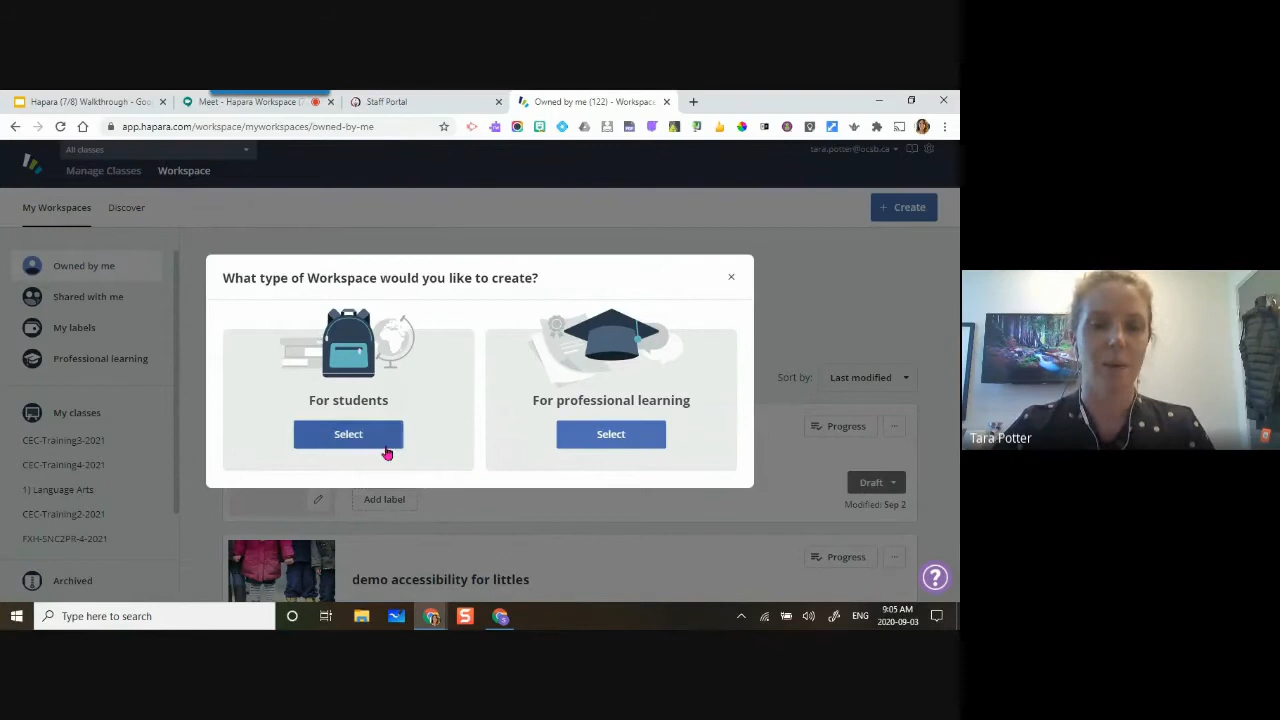 Hapara (7/8) Walkthrough - Goo
Meet - Hapara Workspace (7
Staff Portal
Owned by me (122) - Workspace
app.hapara.com/workspace/myworkspaces/owned-by-me
All classes
tara.potter@ocsb.ca
Manage Classes
Workspace
My Workspaces
Discover
+ Create
Owned by me
Shared with me
My labels
Professional learning
My classes
CEC-Training3-2021
CEC-Training4-2021
1) Language Arts
CEC-Training2-2021
FXH-SNC2PR-4-2021
Archived
What type of Workspace would you like to create?
For students
For professional learning
Select
Select
Sort by:
Last modified
Progress
Draft
Modified: Sep 2
Add label
Progress
demo accessibility for littles
Type here to search
ENG
9:05 AM
2020-09-03
Tara Potter